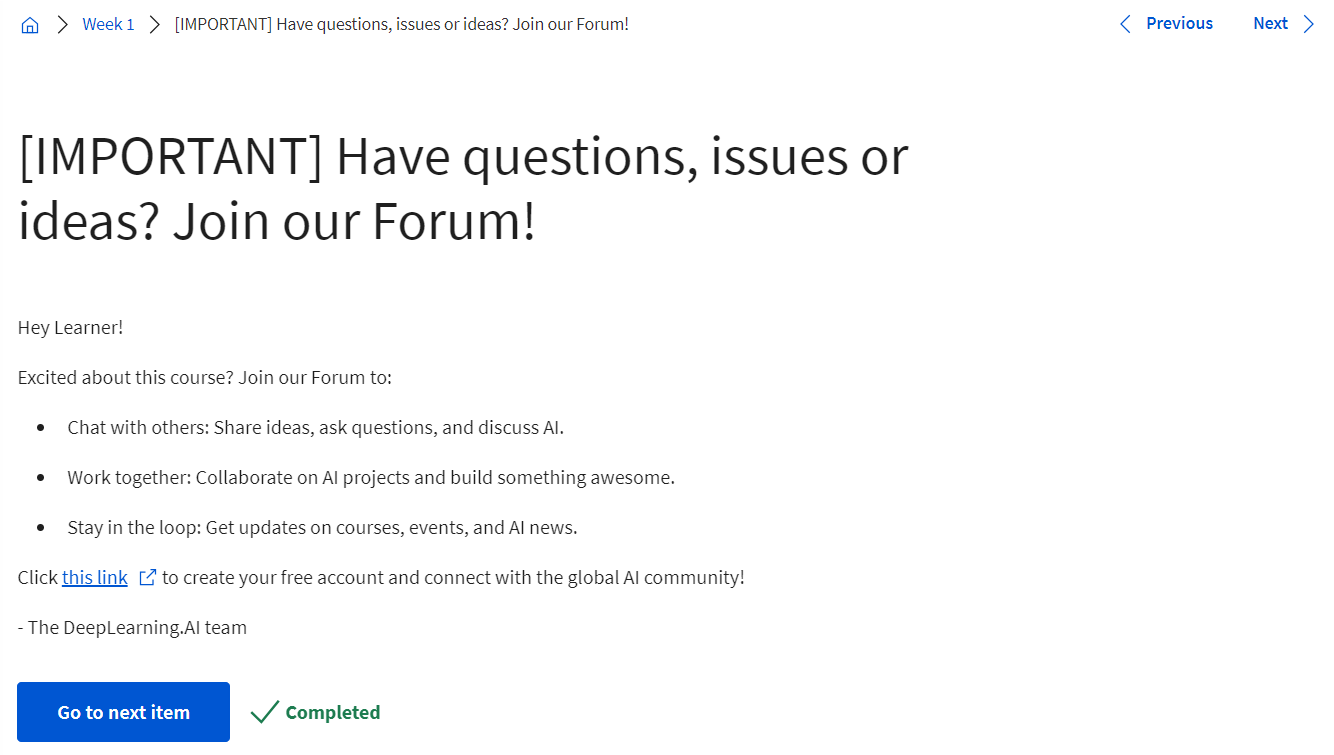 Week 1
[IMPORTANT] Have questions, issues or ideas? Join our Forum!
Previous
Next
[IMPORTANT] Have questions, issues or
ideas? Join our Forum!
Hey Learner!
Excited about this course? Join our Forum to:
Chat with others: Share ideas, ask questions, and discuss AI.
Work together: Collaborate on AI projects and build something awesome.
Stay in the loop: Get updates on courses, events, and AI news.
Click this link to create your free account and connect with the global AI community!
- The DeepLearning.AI team
Go to next item
Completed